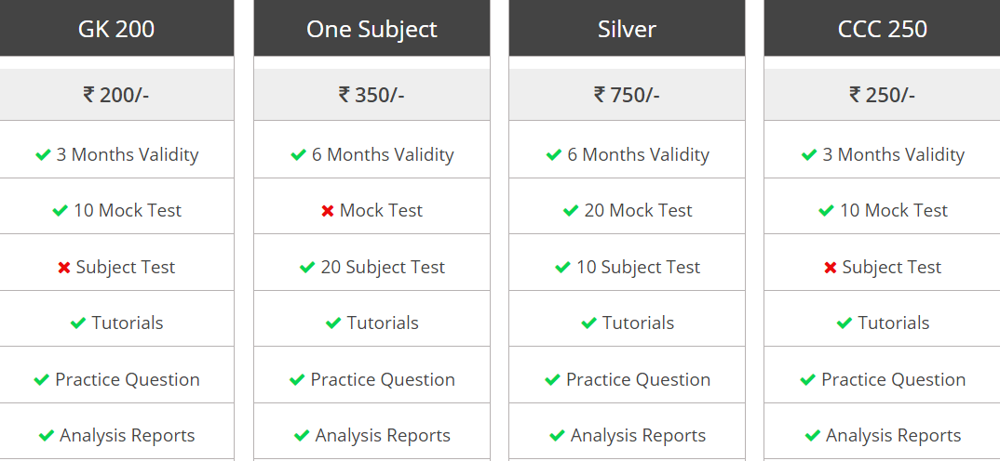 GK 200
₹ 200/-
3 Months Validity
10 Mock Test
Subject Test
Tutorials
Practice Question
Analysis Reports
One Subject
₹ 350/-
6 Months Validity
Mock Test
20 Subject Test
Tutorials
Practice Question
Analysis Reports
Silver
₹ 750/-
6 Months Validity
20 Mock Test
10 Subject Test
Tutorials
Practice Question
Analysis Reports
CCC 250
₹ 250/-
3 Months Validity
10 Mock Test
Subject Test
Tutorials
Practice Question
Analysis Reports